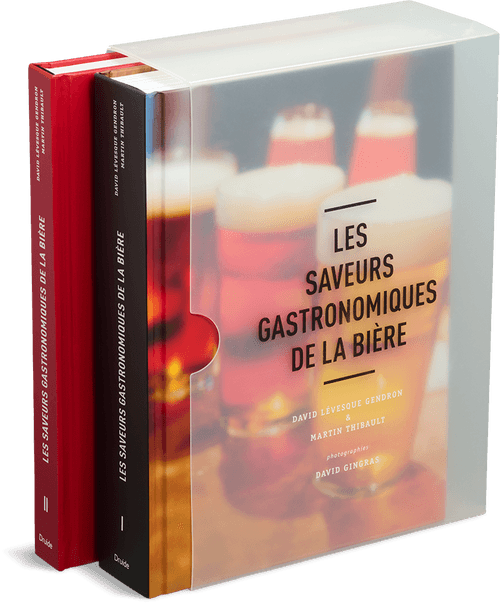 DAVID LÉVESQUE GENDRON
MARTIN THIBAULT
LES SAVEURS GASTRONOMIQUES DE LA BIÈRE
II
Druide
DAVID LÉVESQUE GENDRON
MARTIN THIBAULT
LES SAVEURS GASTRONOMIQUES DE LA BIÈRE
I
Druide
LES
SAVEURS
GASTRONOMIQUES
DE LA BIÈRE
DAVID LÉVESQUE GENDRON
&
MARTIN THIBAULT
photographies
DAVID GINGRAS